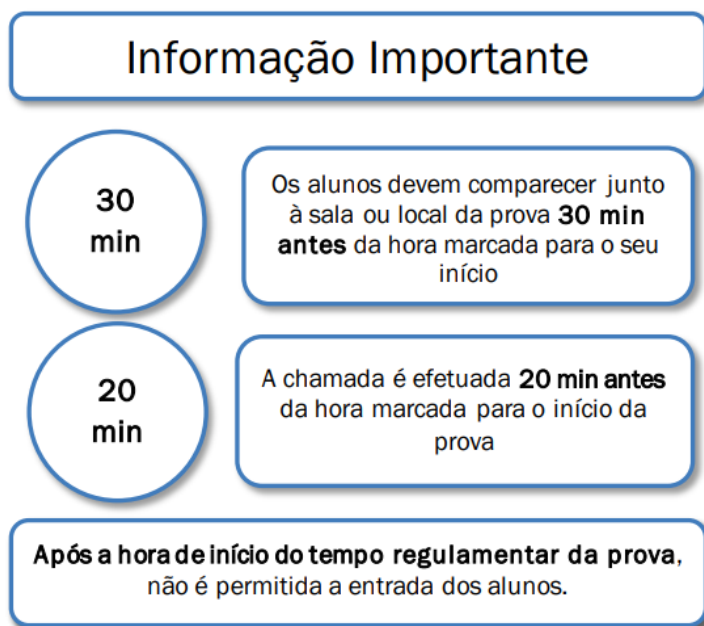 Informação Importante
30
min
Os alunos devem comparecer junto
à sala ou local da prova 30 min
antes da hora marcada para o seu
início
20
min
A chamada é efetuada 20 min antes
da hora marcada para o início da
prova
Após a hora de início do tempo regulamentar da prova,
não é permitida a entrada dos alunos.